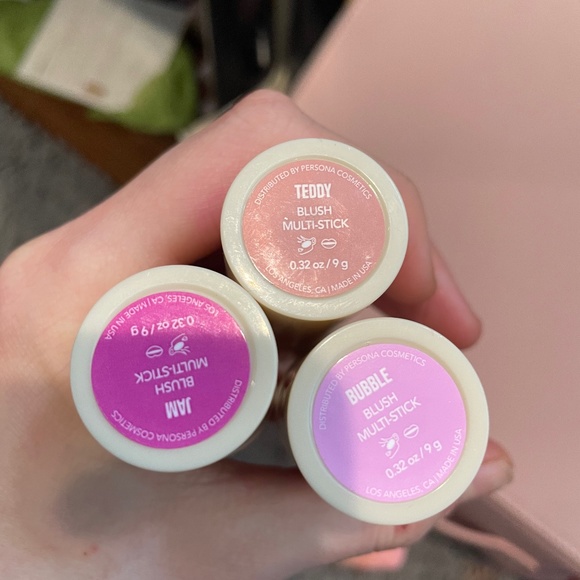 DISTRIBUTED BY PERSONA COSMETICS
TEDDY
BLUSH
MULTI-STICK
0.32 oz / 9 g
LOS ANGELES, CA | MADE IN USA
DISTRIBUTED BY PERSONA COSMETICS
JAM
BLUSH
MULTI-STICK
0.32 oz / 9 g
LOS ANGELES, CA | MADE IN USA
DISTRIBUTED BY PERSONA COSMETICS
BUBBLE
BLUSH
MULTI-STICK
0.32 oz / 9 g
LOS ANGELES, CA | MADE IN USA